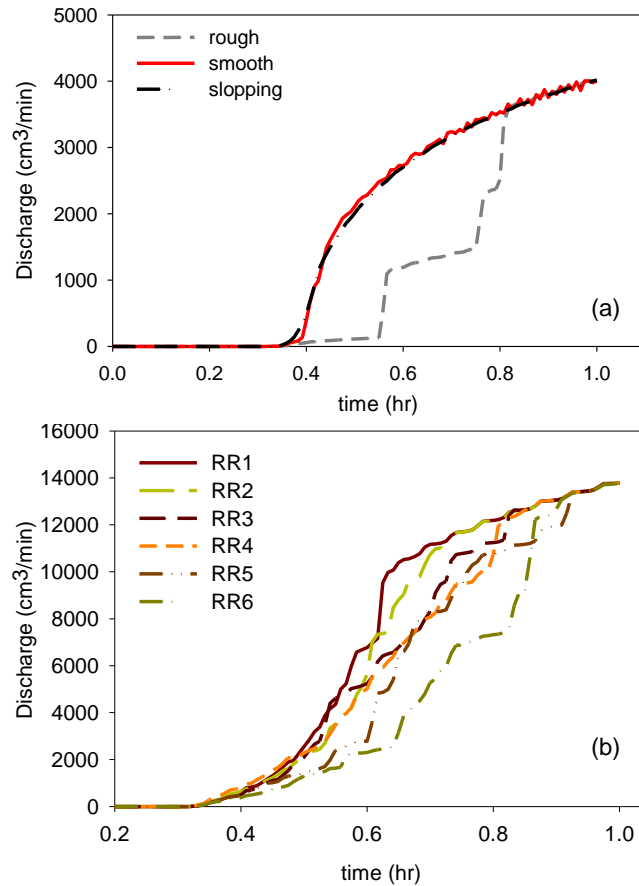 5000
4000
3000
2000
1000
0
Discharge (cm3/min)
rough
smooth
slopping
(a)
0.0 0.2 0.4 0.6 0.8 1.0
time (hr)
16000
14000
12000
10000
8000
6000
4000
2000
0
Discharge (cm3/min)
RR1
RR2
RR3
RR4
RR5
RR6
(b)
0.2 0.4 0.6 0.8 1.0
time (hr)